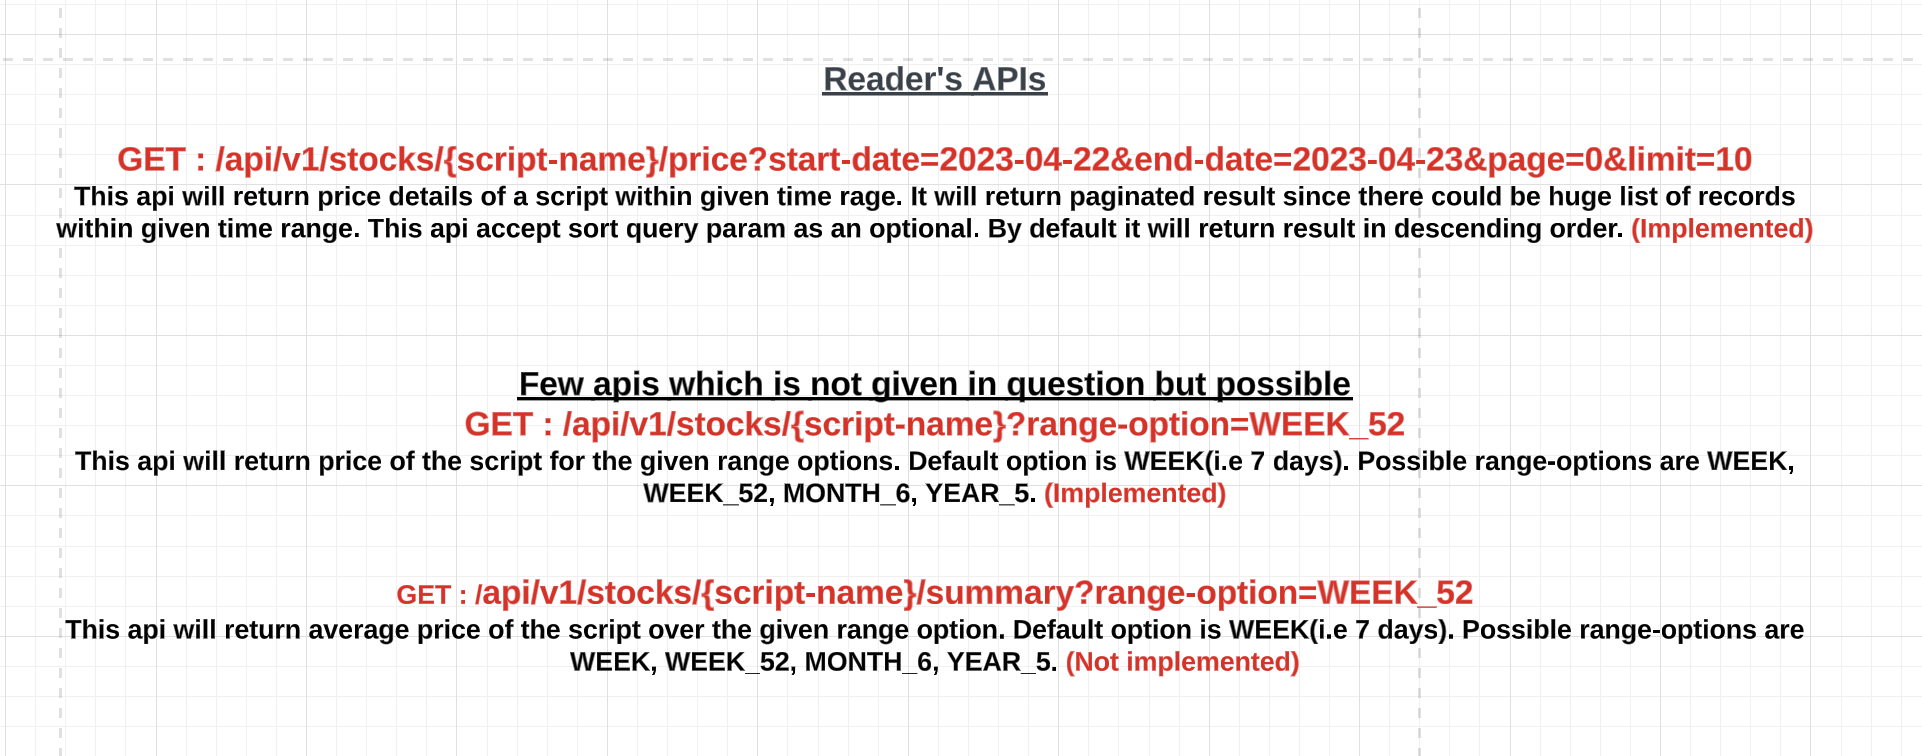 Reader's APIs
GET : /api/v1/stocks/{script-name}/price?start-date=2023-04-22&end-date=2023-04-23&page=0&limit=10
This api will return price details of a script within given time rage. It will return paginated result since there could be huge list of records
within given time range. This api accept sort query param as an optional. By default it will return result in descending order. (Implemented)
Few apis which is not given in question but possible
GET : /api/v1/stocks/{script-name}?range-option=WEEK_52
This api will return price of the script for the given range options. Default option is WEEK(i.e 7 days). Possible range-options are WEEK,
WEEK_52, MONTH_6, YEAR_5. (Implemented)
GET : /api/v1/stocks/{script-name}/summary?range-option=WEEK_52
This api will return average price of the script over the given range option. Default option is WEEK(i.e 7 days). Possible range-options are
WEEK, WEEK_52, MONTH_6, YEAR_5. (Not implemented)